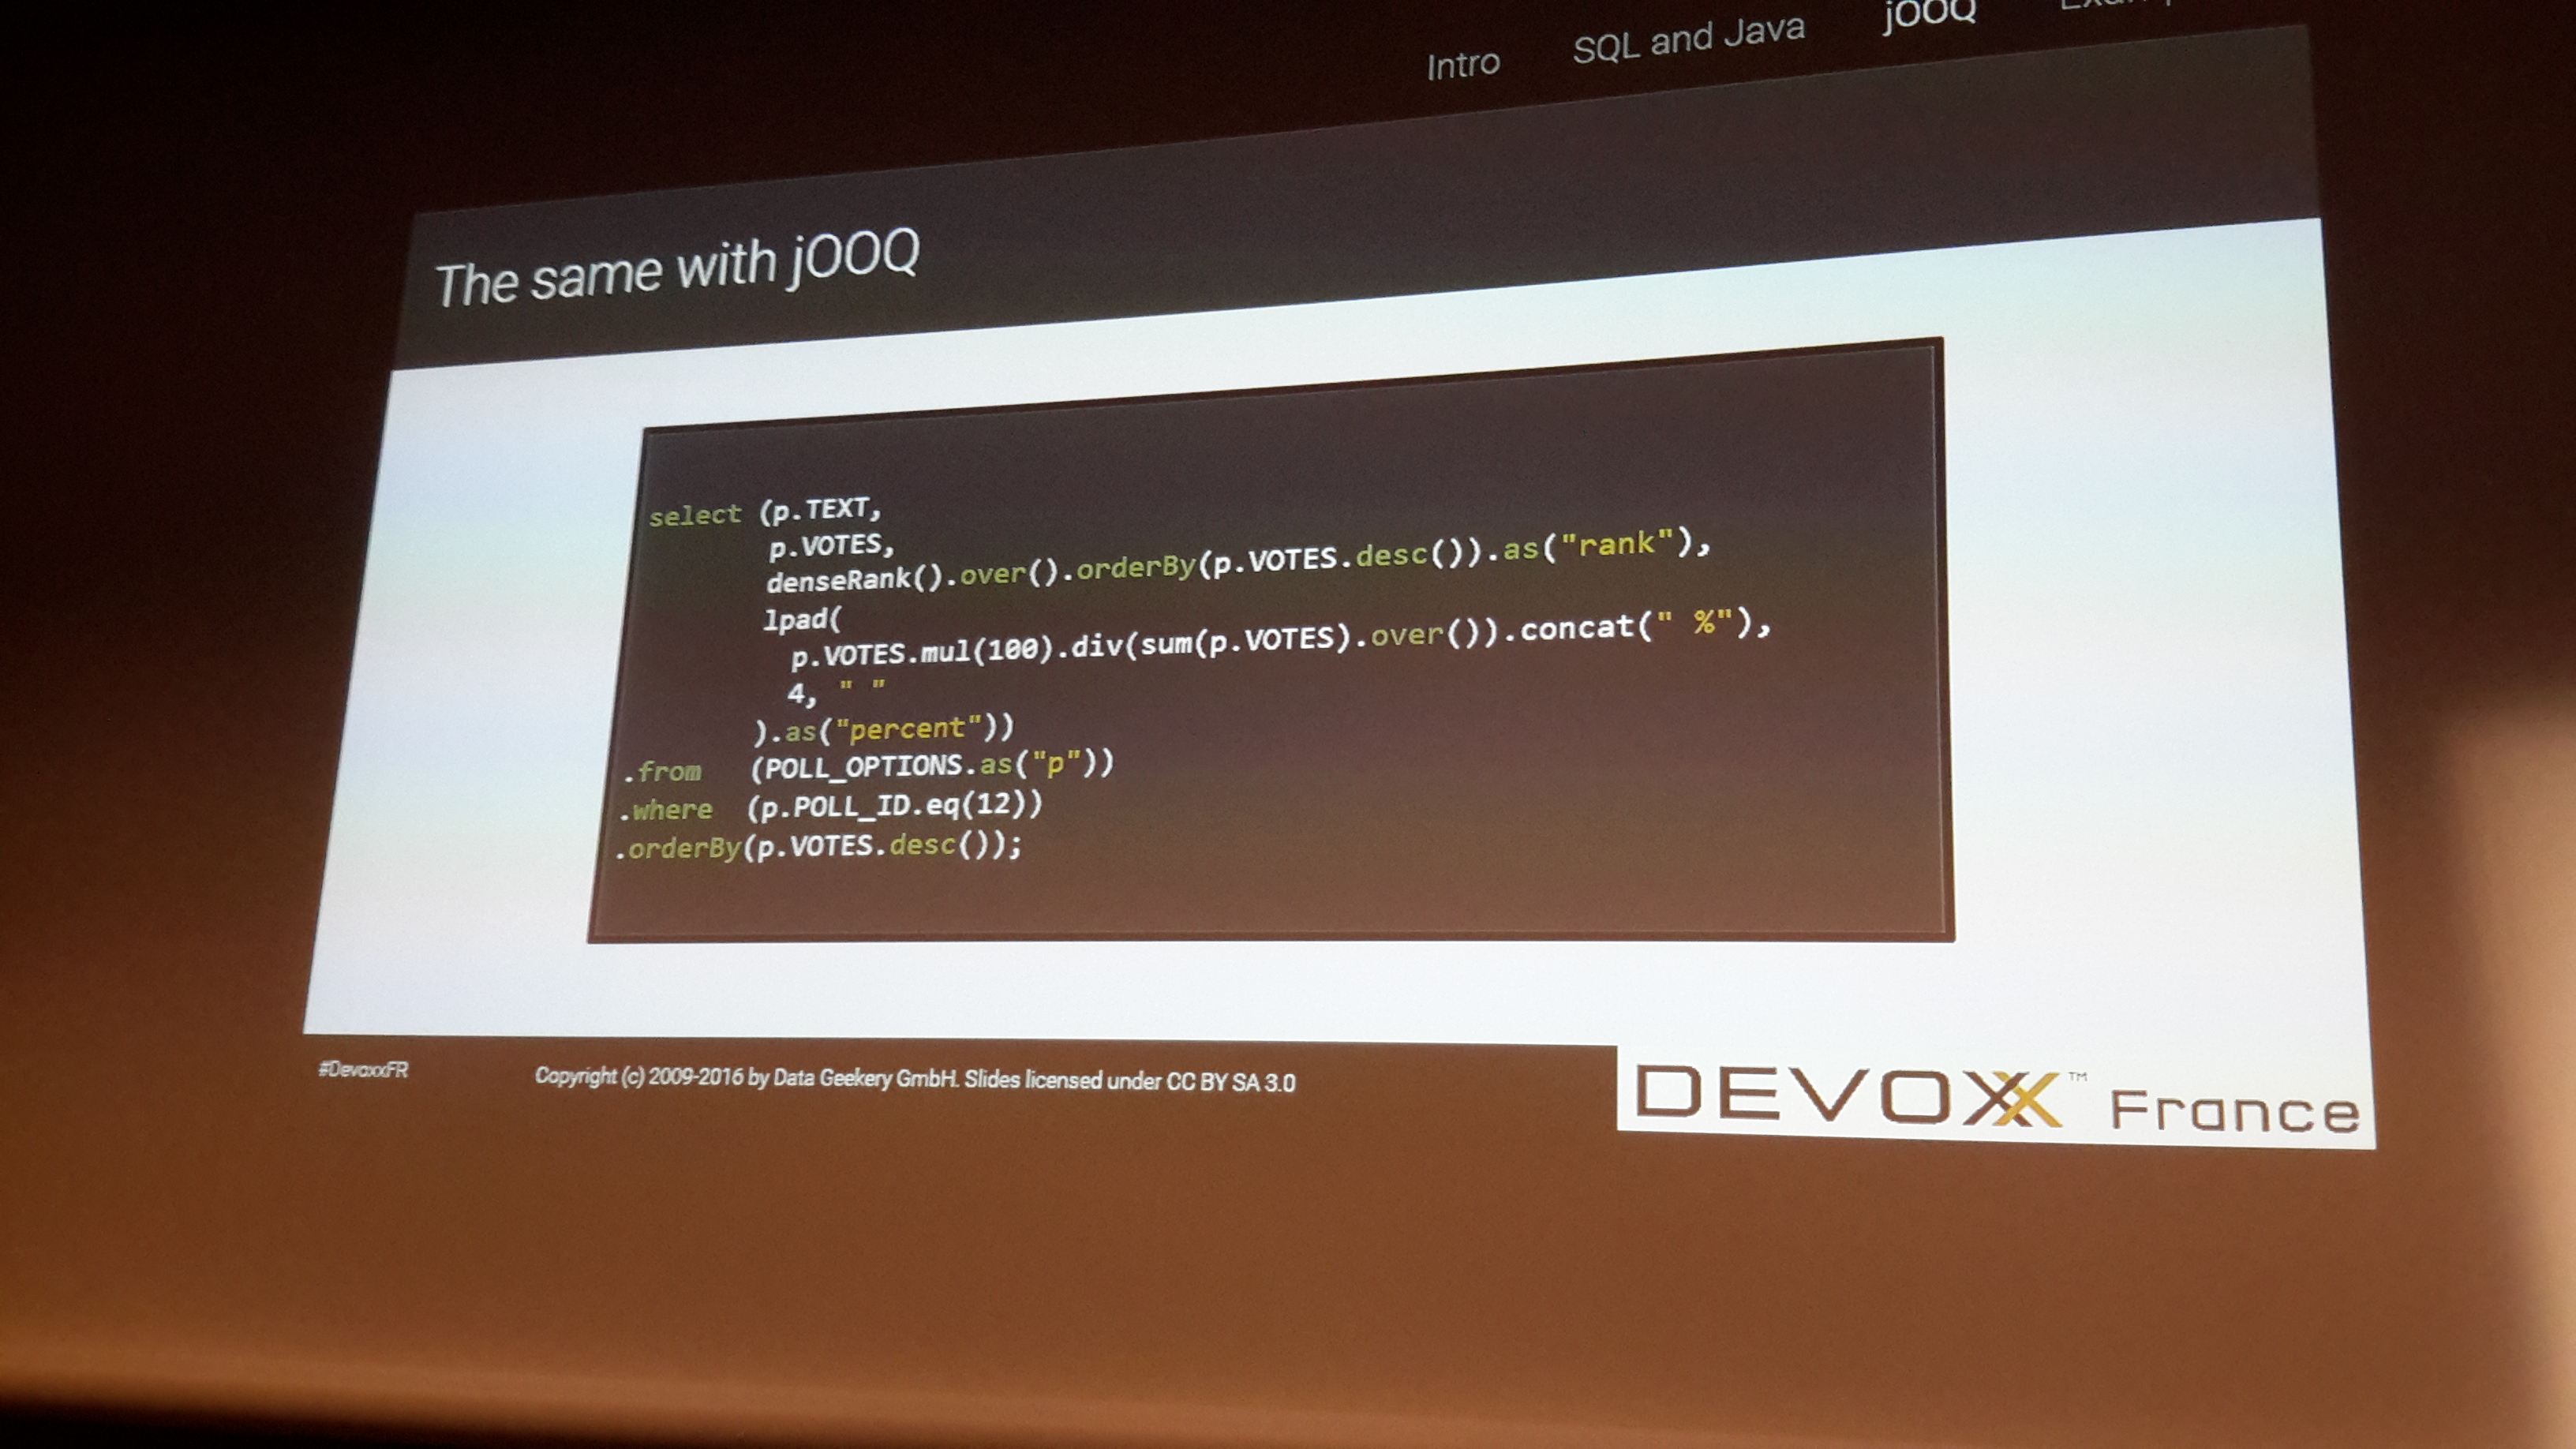 Intro SQL and Java jOOQ
The same with jOOQ
select (p.TEXT,
p.VOTES,
denseRank().over().orderBy(p.VOTES.desc()).as("rank"),
lpad(
p.VOTES.mul(100).div(sum(p.VOTES).over()).concat(" %"),
4, " "
).as("percent"))
.from (POLL_OPTIONS.as("p"))
.where (p.POLL_ID.eq(12))
.orderBy(p.VOTES.desc());
#DevoxxFR
Copyright (c) 2009-2016 by Data Geekery GmbH. Slides licensed under CC BY SA 3.0
DEVOXX™ France